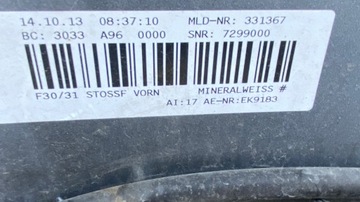 14.10.13 08:37:10 MLD-NR: 331367
BC: 3033 A96 0000 SNR: 7299000
F30/31 STOSSF VORN MINERALWEISS #
AI:17 AE-NR:EK9183